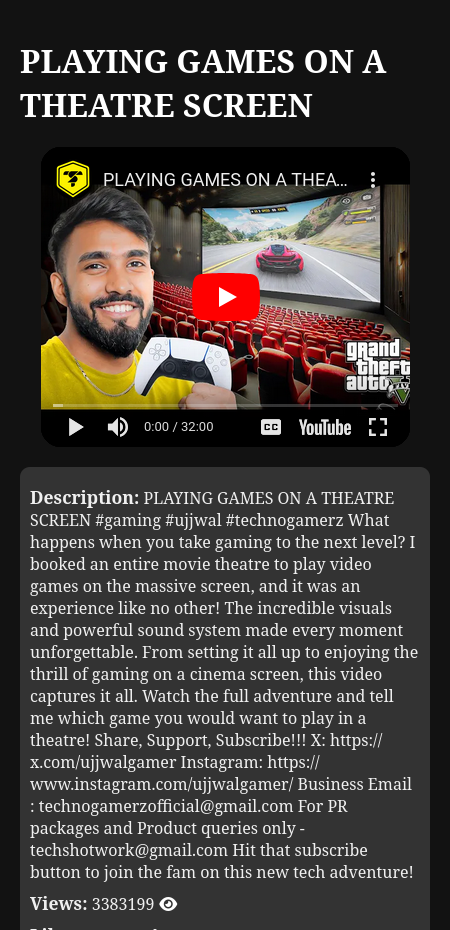 PLAYING GAMES ON A
THEATRE SCREEN
PLAYING GAMES ON A THEA...
grand
theft
auto
V
0:00 / 32:00
CC
YouTube
Description: PLAYING GAMES ON A THEATRE
SCREEN #gaming #ujjwal #technogamerz What
happens when you take gaming to the next level? I
booked an entire movie theatre to play video
games on the massive screen, and it was an
experience like no other! The incredible visuals
and powerful sound system made every moment
unforgettable. From setting it all up to enjoying the
thrill of gaming on a cinema screen, this video
captures it all. Watch the full adventure and tell
me which game you would want to play in a
theatre! Share, Support, Subscribe!!! X: https://
x.com/ujjwalgamer Instagram: https://
www.instagram.com/ujjwalgamer/ Business Email
: technogamerzofficial@gmail.com For PR
packages and Product queries only -
techshotwork@gmail.com Hit that subscribe
button to join the fam on this new tech adventure!
Views: 3383199